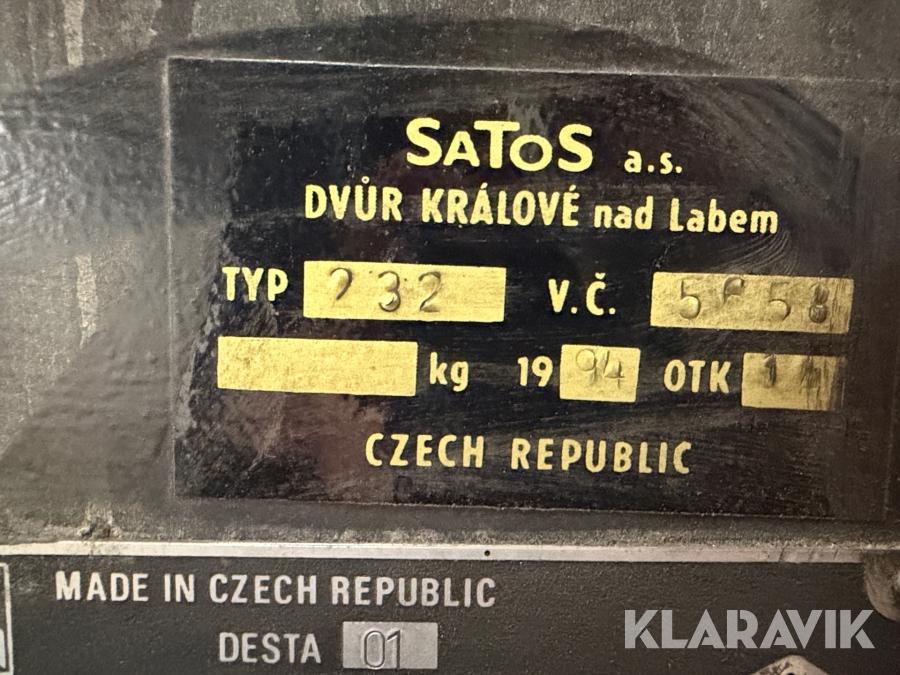 SATOS a.s.
DVŮR KRÁLOVÉ nad Labem
TYP 232 V.Č. 5658
kg 1994 OTK
CZECH REPUBLIC
MADE IN CZECH REPUBLIC
DESTA 01
KLARAVIK